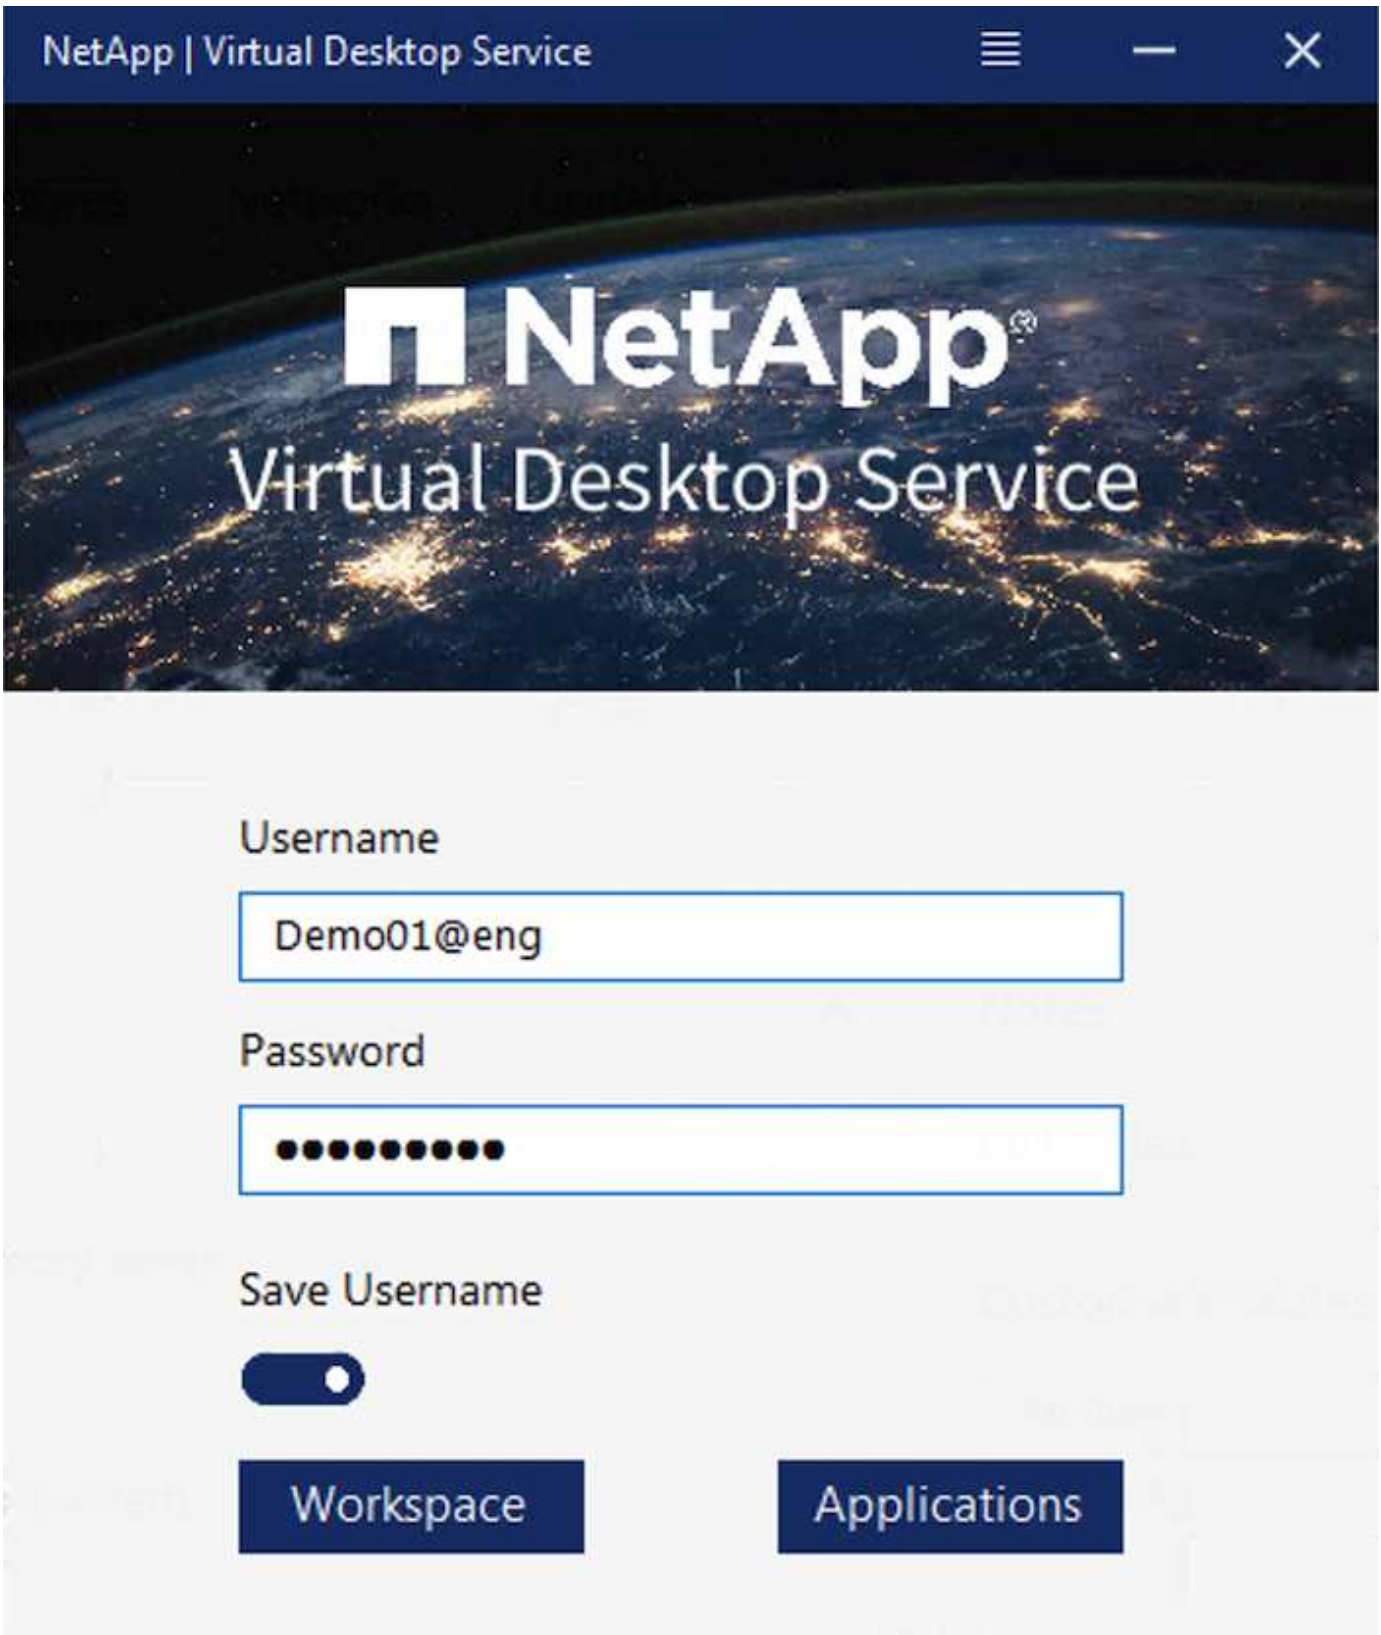 NetApp | Virtual Desktop Service
NetApp®
Virtual Desktop Service
Username
Demo01@eng
Password
●●●●●●●●●
Save Username
Workspace
Applications